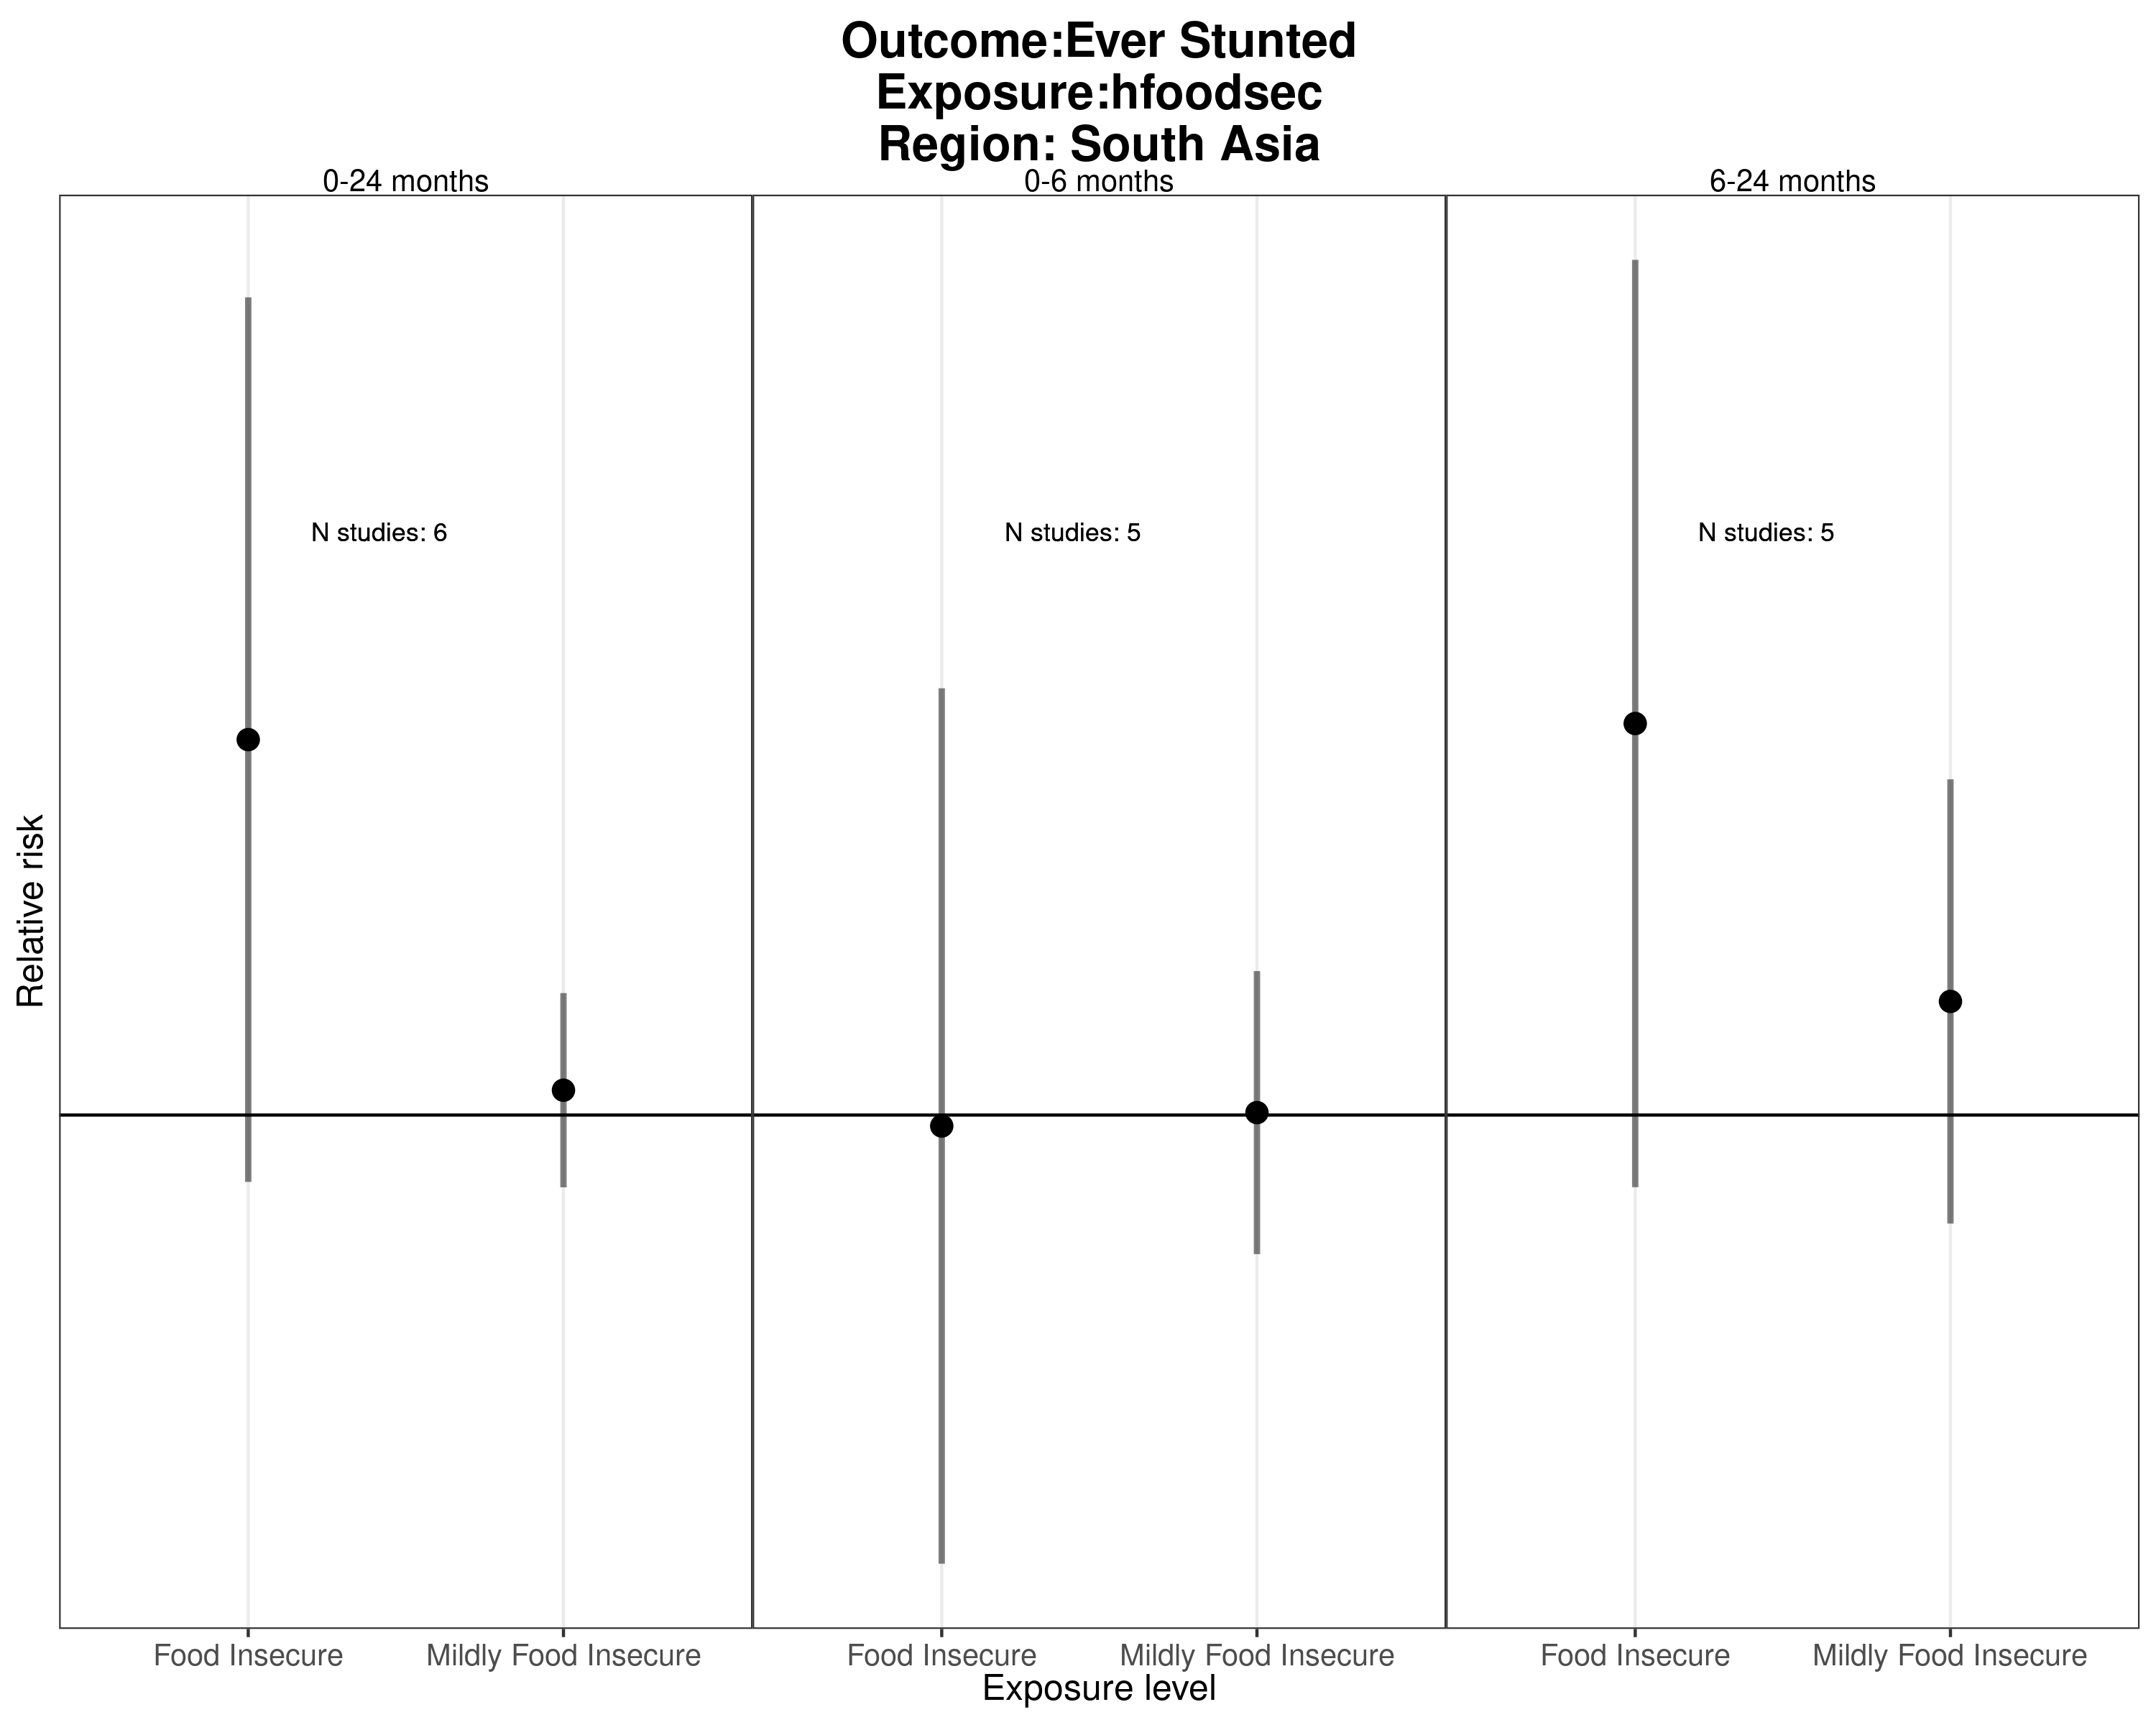 Outcome:Ever Stunted
Exposure:hfoodsec
Region: South Asia
0-24 months
0-6 months
6-24 months
N studies: 6
N studies: 5
N studies: 5
Relative risk
Food Insecure
Mildly Food Insecure
Food Insecure
Mildly Food Insecure
Food Insecure
Mildly Food Insecure
Exposure level